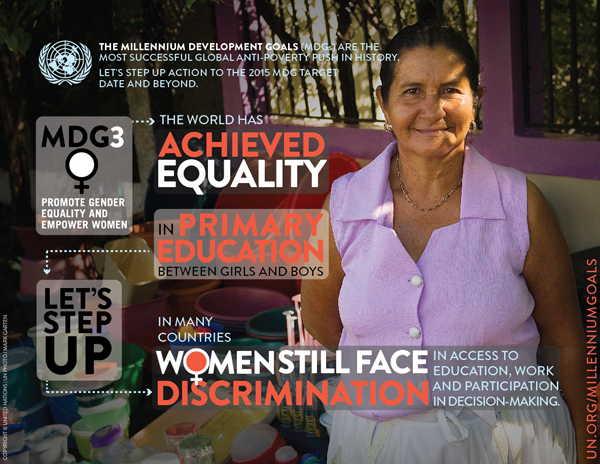 THE MILLENNIUM DEVELOPMENT GOALS (MDGs) ARE THE
MOST SUCCESSFUL GLOBAL ANTI-POVERTY PUSH IN HISTORY.
LET'S STEP UP ACTION TO THE 2015 MDG TARGET
DATE AND BEYOND.
MDG3
PROMOTE GENDER
EQUALITY AND
EMPOWER WOMEN
THE WORLD HAS
ACHIEVED
EQUALITY
IN PRIMARY
EDUCATION
BETWEEN GIRLS AND BOYS
LET'S
STEP
UP
IN MANY
COUNTRIES
WOMEN STILL FACE
DISCRIMINATION
IN ACCESS TO
EDUCATION, WORK
AND PARTICIPATION
IN DECISION-MAKING.
UN.ORG/MILLENNIUMGOALS
COPYRIGHT © UNITED NATIONS | UN PHOTO / MARK GARTEN